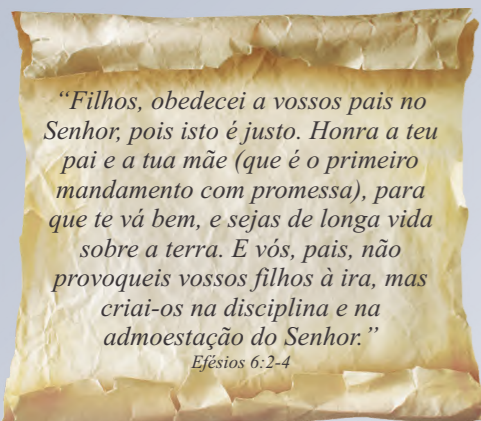 “Filhos, obedecei a vossos pais no
Senhor, pois isto é justo. Honra a teu
pai e a tua mãe (que é o primeiro
mandamento com promessa), para
que te vá bem, e sejas de longa vida
sobre a terra. E vós, pais, não
provoqueis vossos filhos à ira, mas
criai-os na disciplina e na
admoestação do Senhor.”
Efésios 6:2-4